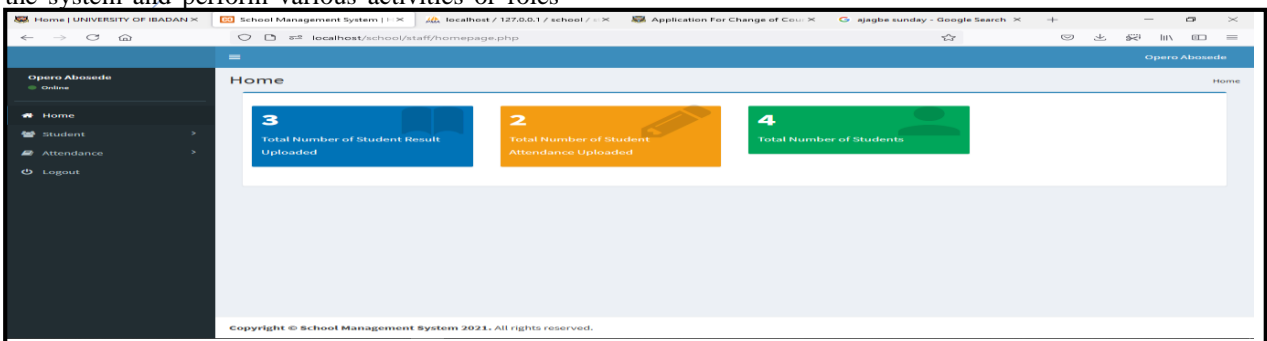 the system and perform various activities or roles
Home | UNIVERSITY OF IBADAN
School Management System |
localhost / 127.0.0.1 / school /
Application For Change of Cou
ajagbe sunday - Google Search
localhost/school/staff/homepage.php
Opero Abosede
Opero Abosede
Online
Home
Home
Home
Student
Attendance
Logout
3
Total Number of Student Result
Uploaded
2
Total Number of Student
Attendance Uploaded
4
Total Number of Students
Copyright © School Management System 2021. All rights reserved.